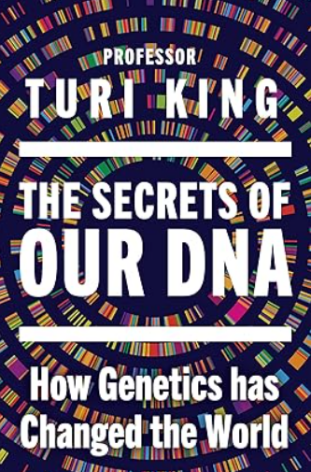 PROFESSOR
TURI KING
THE SECRETS OF
OUR DNA
How Genetics has
Changed the World